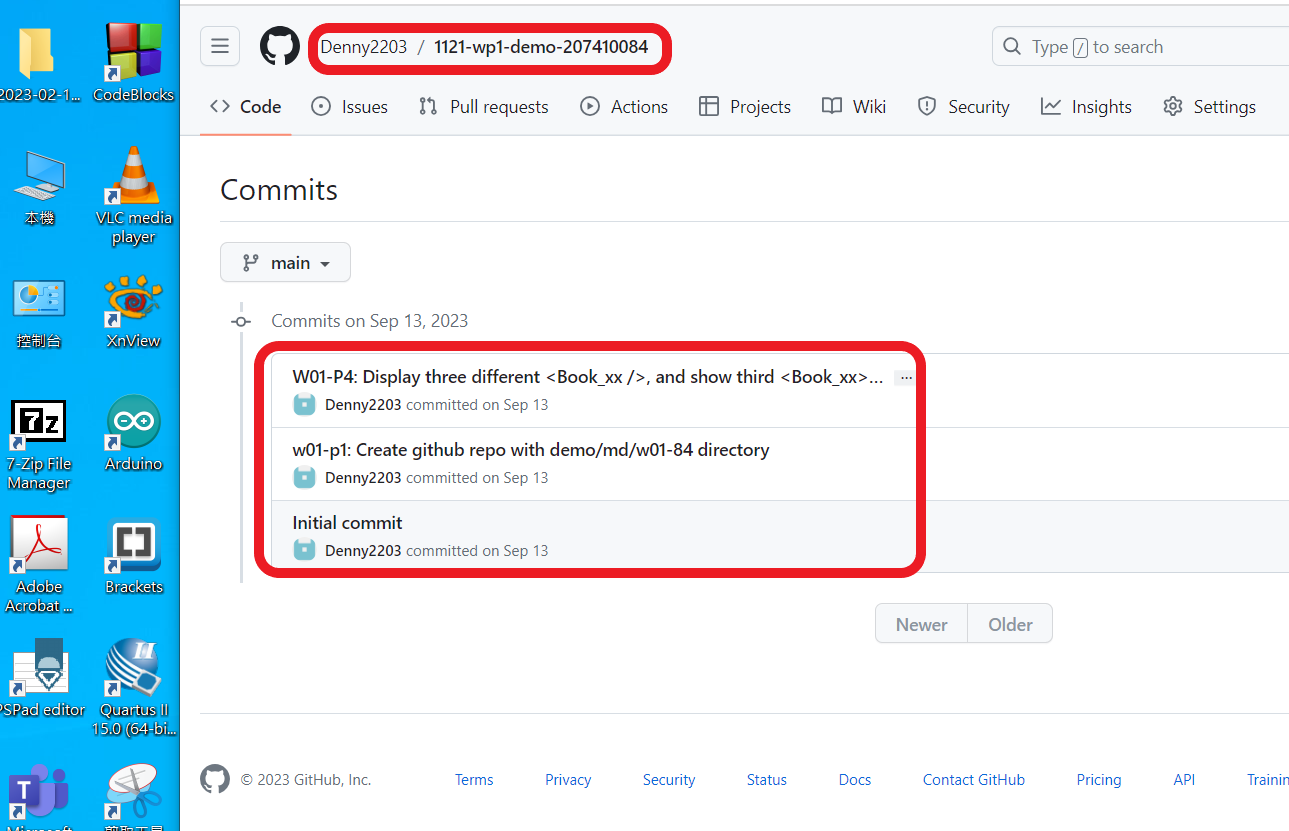 2023-02-1...
CodeBlocks
本機
VLC media
player
控制台
XnView
7-Zip File
Manager
Arduino
Adobe
Acrobat ...
Brackets
PSPad editor
Quartus II
15.0 (64-bi...
Microsoft
剪取工具
Denny2203 / 1121-wp1-demo-207410084
Type / to search
Code Issues Pull requests Actions Projects Wiki Security Insights Settings
Commits
main
Commits on Sep 13, 2023
W01-P4: Display three different <Book_xx />, and show third <Book_xx>... ...
Denny2203 committed on Sep 13
w01-p1: Create github repo with demo/md/w01-84 directory
Denny2203 committed on Sep 13
Initial commit
Denny2203 committed on Sep 13
Newer Older
© 2023 GitHub, Inc. Terms Privacy Security Status Docs Contact GitHub Pricing API Trainin